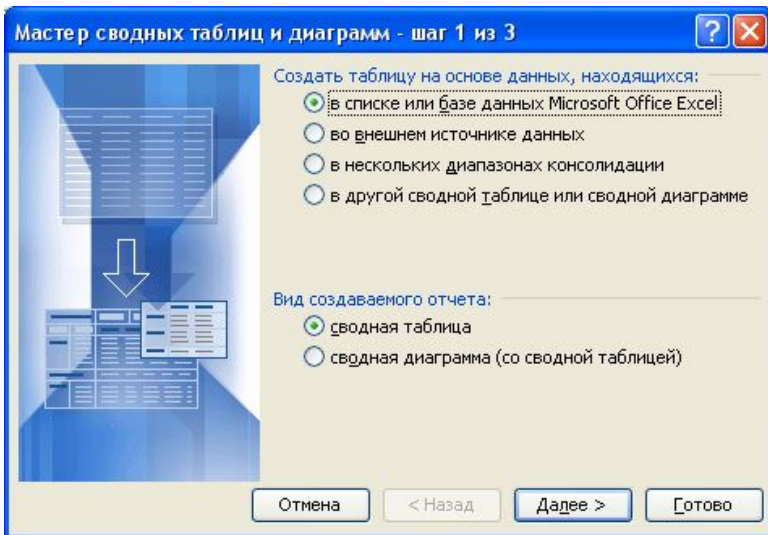 Мастер сводных таблиц и диаграмм - шаг 1 из 3
Создать таблицу на основе данных, находящихся:
в списке или базе данных Microsoft Office Excel
во внешнем источнике данных
в нескольких диапазонах консолидации
в другой сводной таблице или сводной диаграмме
Вид создаваемого отчета:
сводная таблица
сводная диаграмма (со сводной таблицей)
Отмена < Назад Далее > Готово